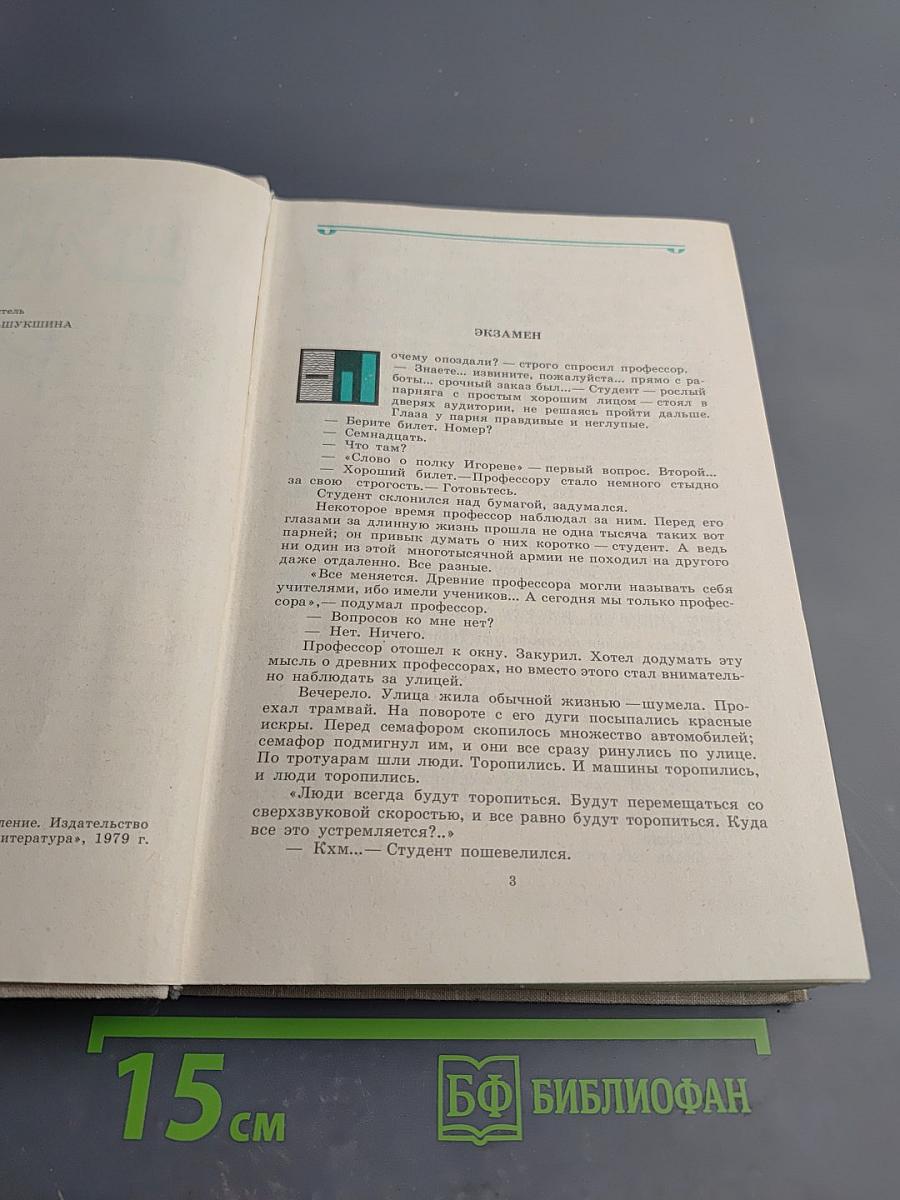 тель
ШУКШИНА
ление. Издательство
итература», 1979 г.
ЭКЗАМЕН
— П
очему опоздали? — строго спросил профессор.
— Знаете... извините, пожалуйста... прямо с ра-
боты... срочный заказ был... — Студент — рослый
парняга с простым хорошим лицом — стоял в
дверях аудитории, не решаясь пройти дальше.
Глаза у парня правдивые и неглупые.
— Берите билет. Номер?
— Семнадцать.
— Что там?
— «Слово о полку Игореве» — первый вопрос. Второй...
— Хороший билет. — Профессору стало немного стыдно
за свою строгость. — Готовьтесь.
Студент склонился над бумагой, задумался.
Некоторое время профессор наблюдал за ним. Перед его
глазами за длинную жизнь прошла не одна тысяча таких вот
парней; он привык думать о них коротко — студент. А ведь
ни один из этой многотысячной армии не походил на другого
даже отдаленно. Все разные.
«Все меняется. Древние профессора могли называть себя
учителями, ибо имели учеников... А сегодня мы только профес-
сора», — подумал профессор.
— Вопросов ко мне нет?
— Нет. Ничего.
Профессор отошел к окну. Закурил. Хотел додумать эту
мысль о древних профессорах, но вместо этого стал вниматель-
но наблюдать за улицей.
Вечерело. Улица жила обычной жизнью — шумела. Про-
ехал трамвай. На повороте с его дуги посыпались красные
искры. Перед семафором скопилось множество автомобилей;
семафор подмигнул им, и они все сразу ринулись по улице.
По тротуарам шли люди. Торопились. И машины торопились,
и люди торопились.
«Люди всегда будут торопиться. Будут перемещаться со
сверхзвуковой скоростью, и все равно будут торопиться. Куда
все это устремляется?..»
— Кхм... — Студент пошевелился.
3
15 см
БФ БИБЛИОФАН